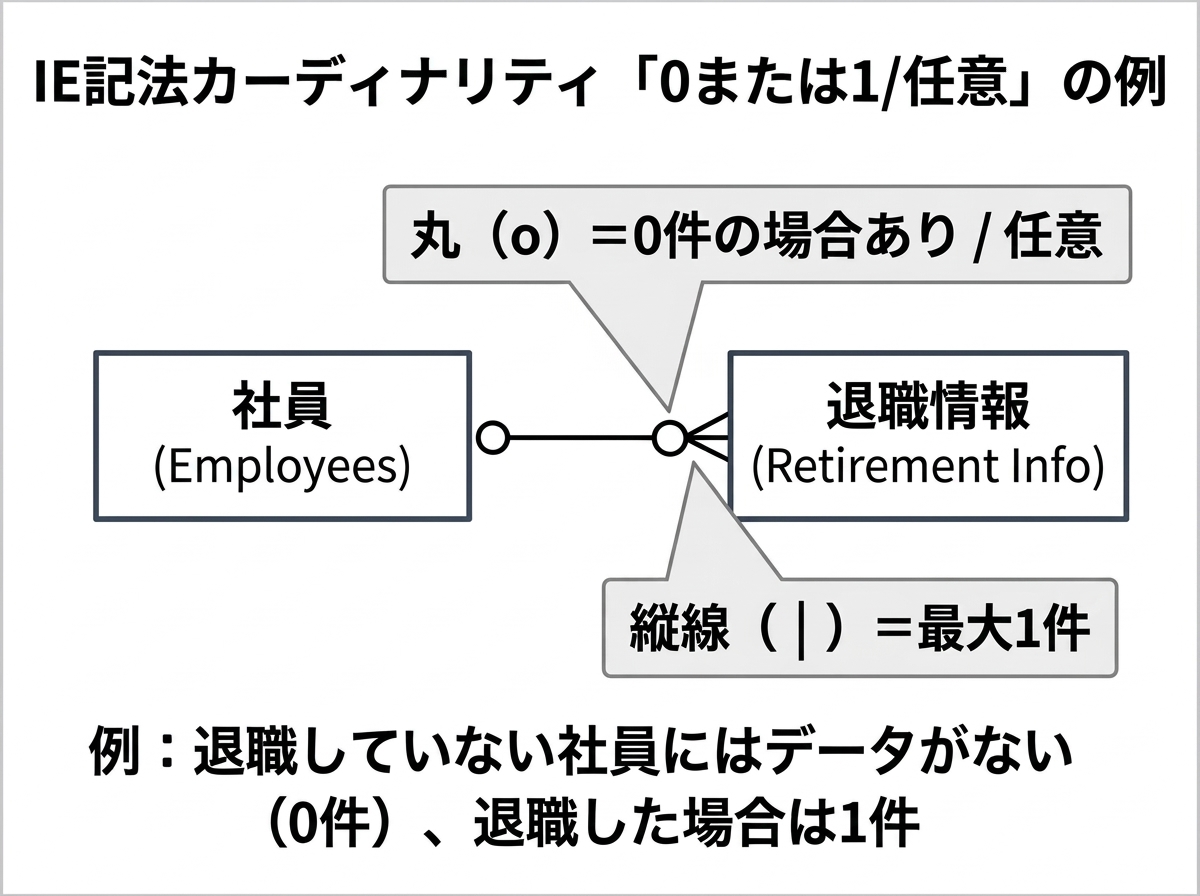 IE記法カーディナリティ「0または1/任意」の例
丸（o）＝0件の場合あり / 任意
社員
(Employees)
退職情報
(Retirement Info)
縦線（ | ）＝最大1件
例：退職していない社員にはデータがない
（0件）、退職した場合は1件